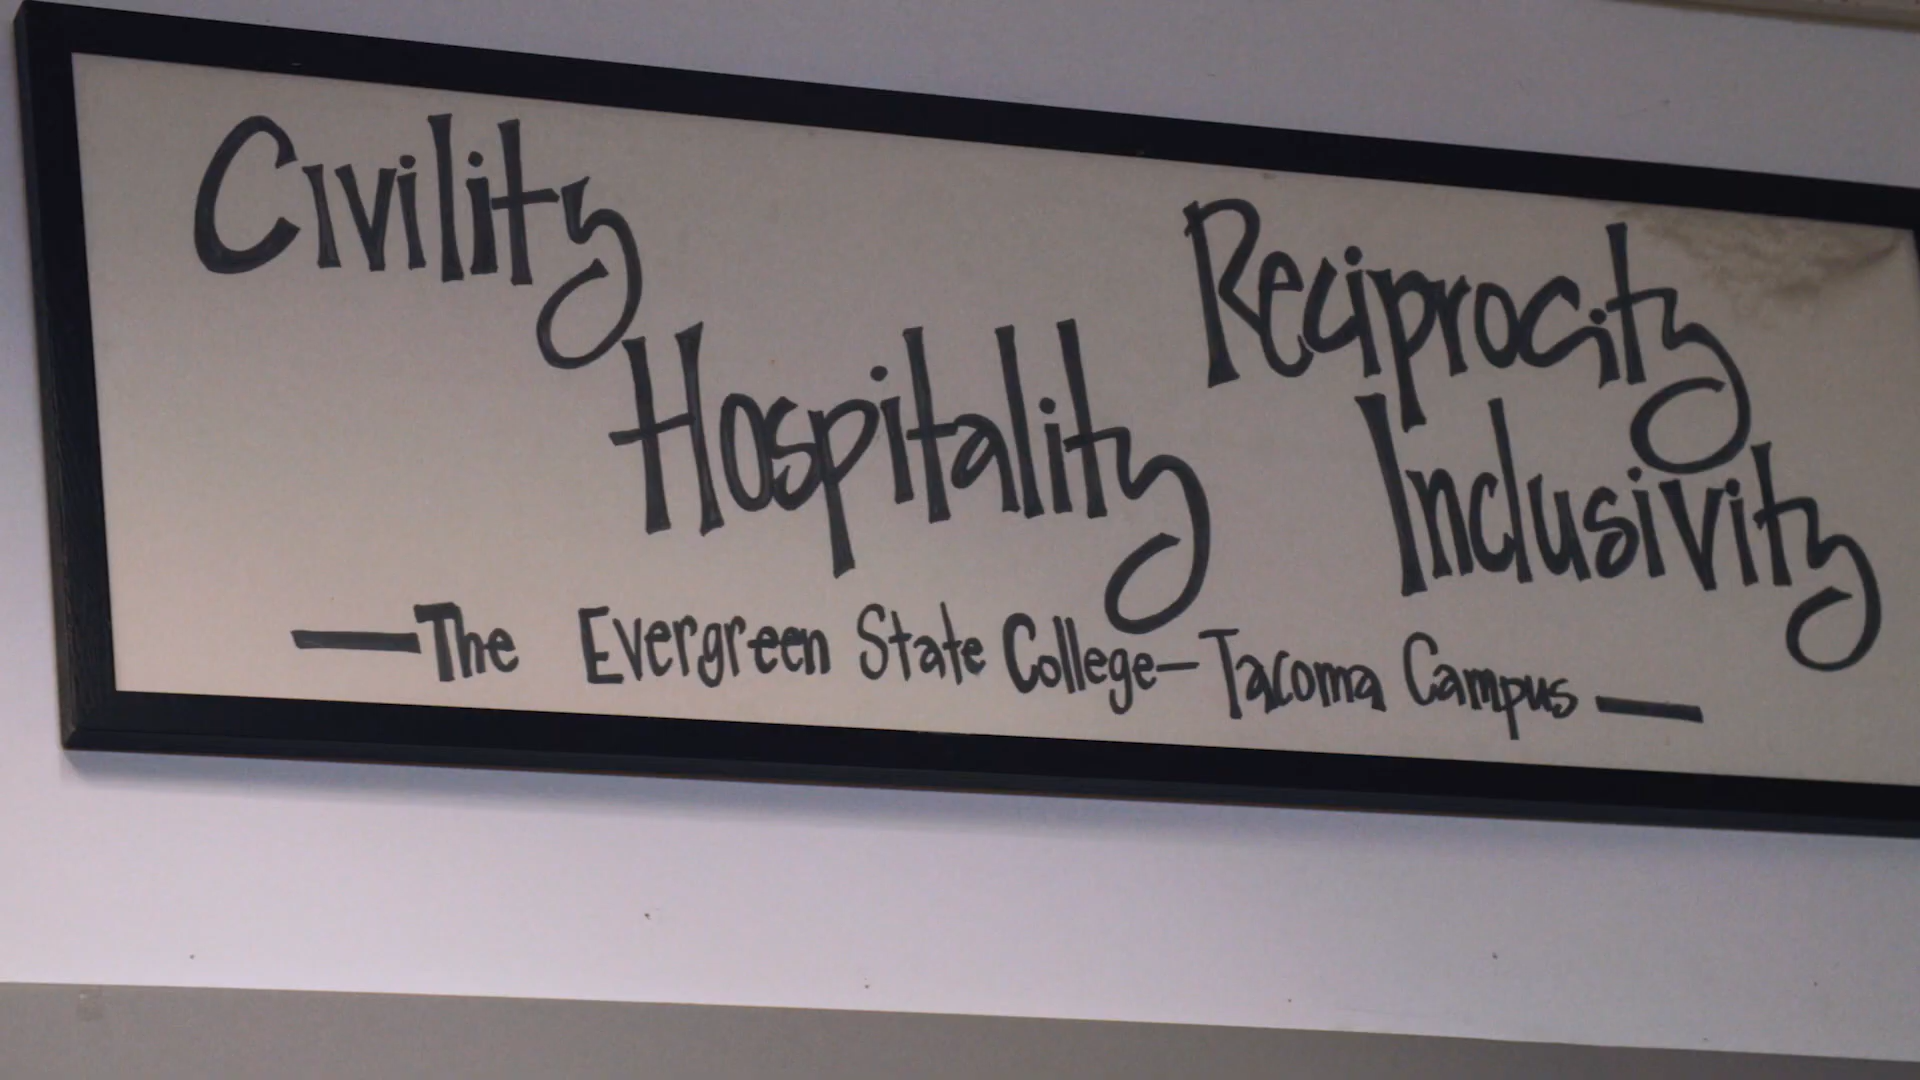 Civility
Hospitality
Reciprocity
Inclusivity
—The Evergreen State College—Tacoma Campus—